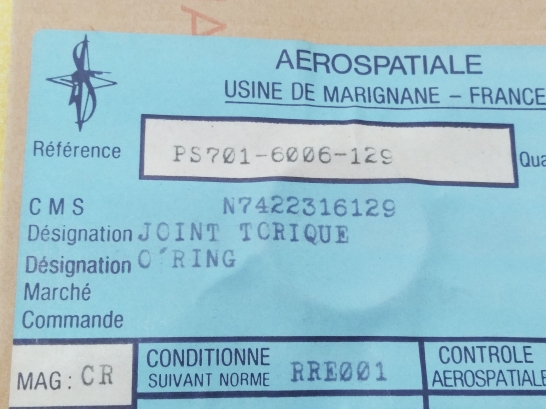 AEROSPATIALE
USINE DE MARIGNANE – FRANCE
Référence PS701-6006-129
CMS N7422316129
Désignation JOINT TORIQUE
Désignation O'RING
Marché
Commande
MAG: CR
CONDITIONNE
SUIVANT NORME RRE001
CONTROLE
AEROSPATIALE